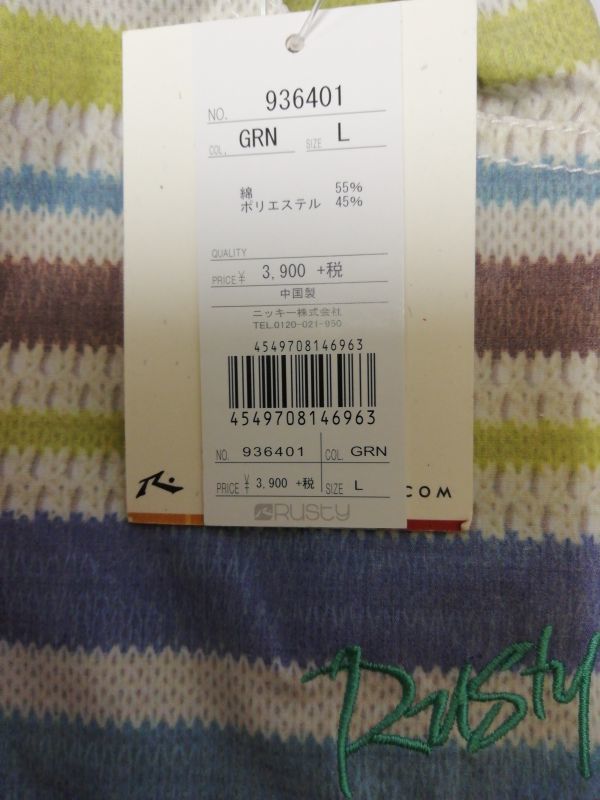 NO. 936401
COL. GRN SIZE L
綿 55%
ポリエステル 45%
QUALITY
PRICE ¥ 3,900 +税
中国製
ニッキー株式会社
TEL.0120-021-950
4549708146963
4549708146963
NO. 936401 COL. GRN
PRICE ¥ 3,900 +税 SIZE L
.COM
Rusty
Rusty